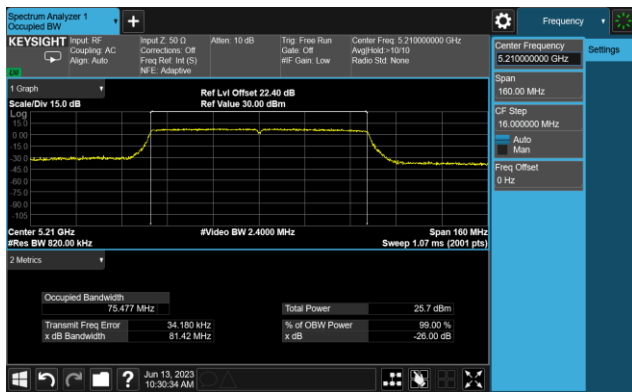 Spectrum Analyzer 1
Occupied BW
Frequency
KEYSIGHT Input: RF
Coupling: AC
Align: Auto
Input Z: 50 Ω
Corrections: Off
Freq Ref: Int (S)
NFE: Adaptive
Atten: 10 dB
Trig: Free Run
Gate: Off
#IF Gain: Low
Center Freq: 5.210000000 GHz
Avg|Hold:>10/10
Radio Std: None
Center Frequency
5.210000000 GHz
Settings
Span
160.00 MHz
CF Step
16.000000 MHz
Auto
Man
Freq Offset
0 Hz
1 Graph
Scale/Div 15.0 dB
Ref Lvl Offset 22.40 dB
Ref Value 30.00 dBm
Log
15.0
0.00
-15.0
-30.0
-45.0
-60.0
-75.0
-90.0
-105
Center 5.21 GHz
#Video BW 2.4000 MHz
Span 160 MHz
#Res BW 820.00 kHz
Sweep 1.07 ms (2001 pts)
2 Metrics
Occupied Bandwidth
75.477 MHz
Total Power 25.7 dBm
Transmit Freq Error 34.180 kHz
% of OBW Power 99.00 %
x dB Bandwidth 81.42 MHz
x dB -26.00 dB
?
Jun 13, 2023
10:30:34 AM